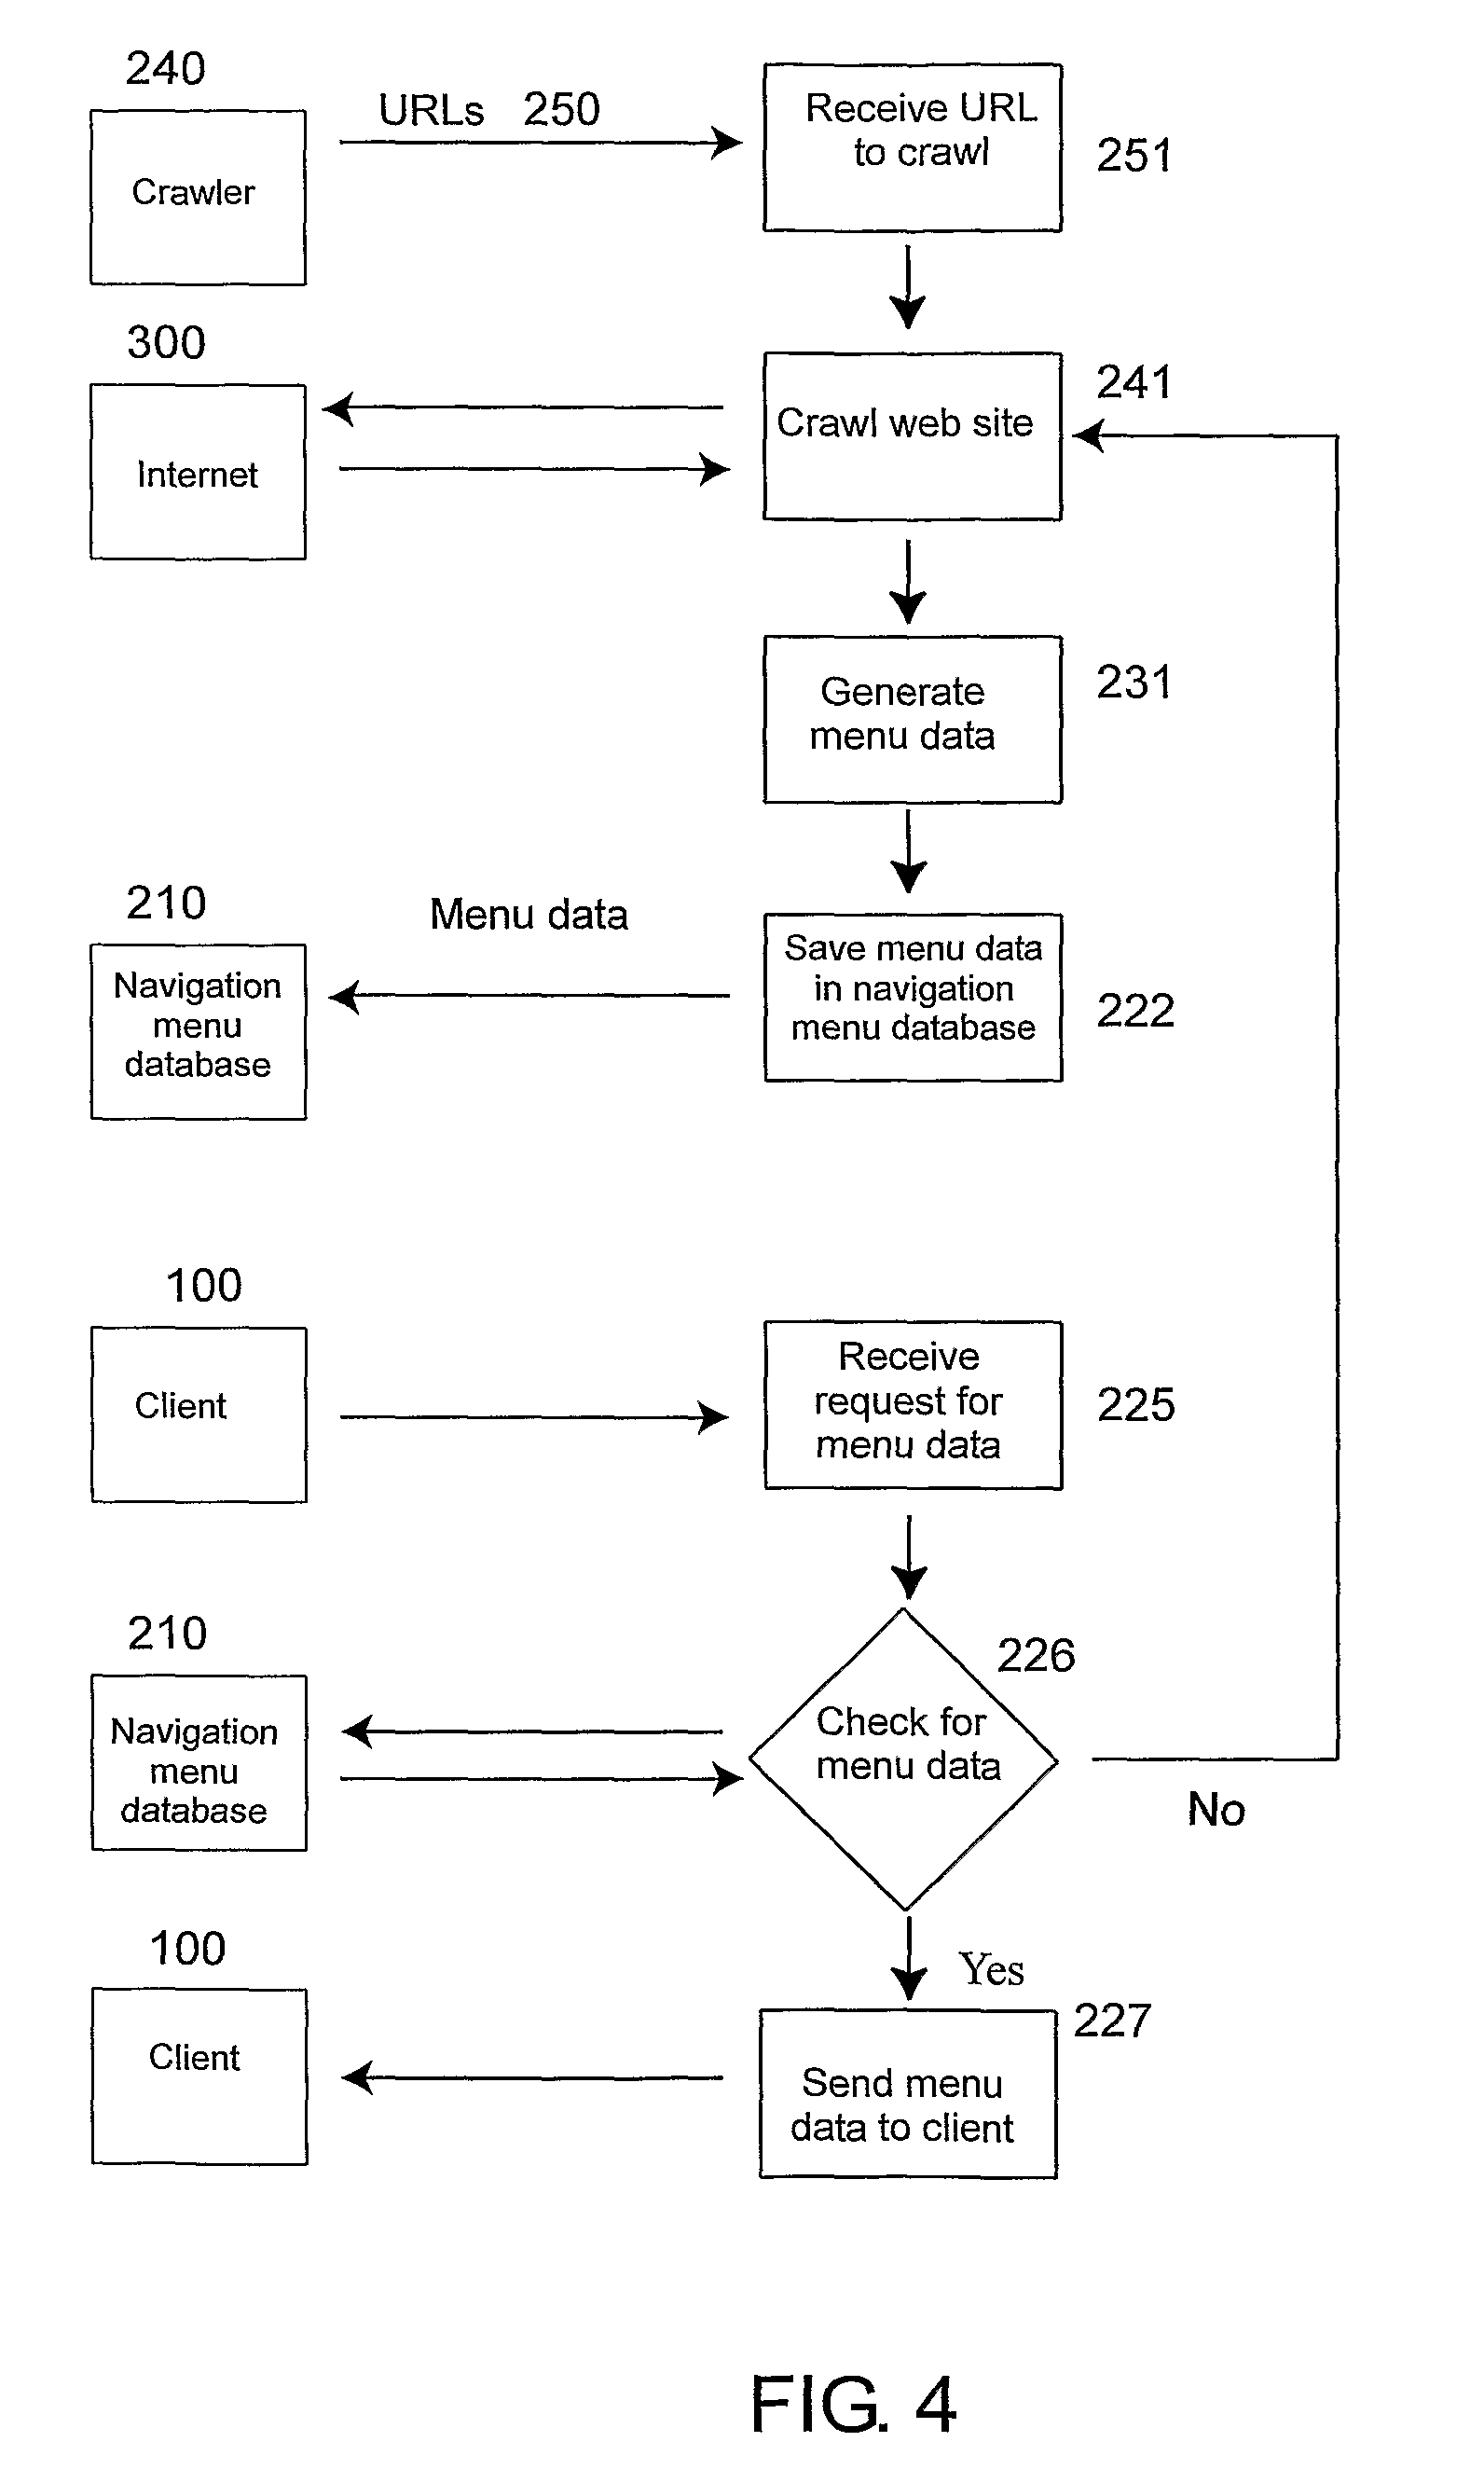 240
URLs 250
Receive URL
to crawl
251
Crawler
300
241
Internet
Crawl web site
Generate
menu data
231
210
Menu data
Navigation
menu
database
Save menu data
in navigation
menu database
222
100
Client
Receive
request for
menu data
225
210
226
Navigation
menu
database
Check for
menu data
No
100
Yes
227
Client
Send menu
data to client
FIG. 4